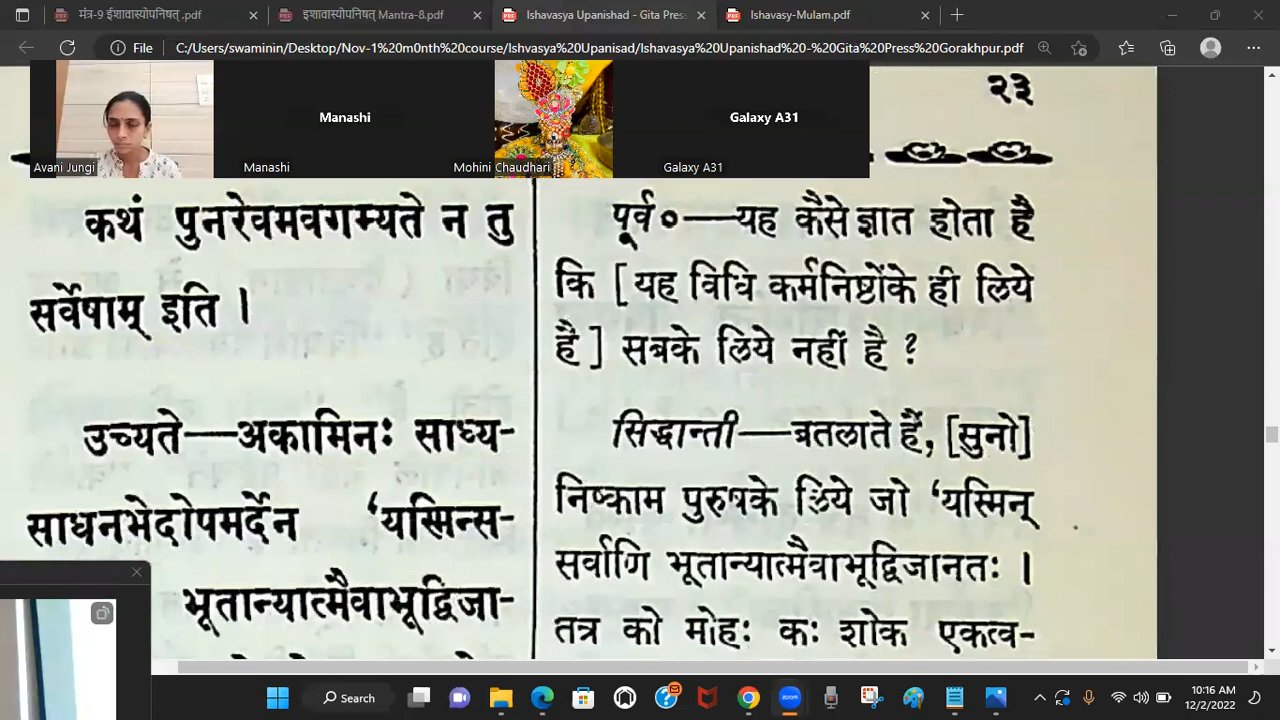 मंत्र-9 ईशावास्योपनिषत् .pdf
इशावास्योपनिषत् Mantra-8.pdf
Ishavasya Upanishad - Gita Pres
Ishavasy-Mulam.pdf
File
C:/Users/swaminin/Desktop/Nov-1%20m0nth%20course/Ishvasya%20Upanisad/Ishavasya%20Upanishad%20-%20Gita%20Press%20Gorakhpur.pdf
Avani Jungi
Manashi
Manashi
Mohini Chaudhari
Galaxy A31
Galaxy A31
२३
कथं पुनरेवमवगम्यते न तु
सर्वेषाम् इति ।
उच्यते—अकामिनः साध्य-
साधनभेदोपमर्देन ‘यस्मिन्स-
भूतान्यात्मैवाभूद्विजा-
पूर्व०—यह कैसे ज्ञात होता है
कि [ यह विधि कर्मनिष्ठोंके ही लिये
है ] सबके लिये नहीं है ?
सिद्धान्ती—बतलाते हैं, [सुनो]
निष्काम पुरुषके लिये जो ‘यस्मिन्
सर्वाणि भूतान्यात्मैवाभूद्विजानतः ।
तत्र को मोहः कः शोक एकत्व-
Search
zoom
10:16 AM
12/2/2022